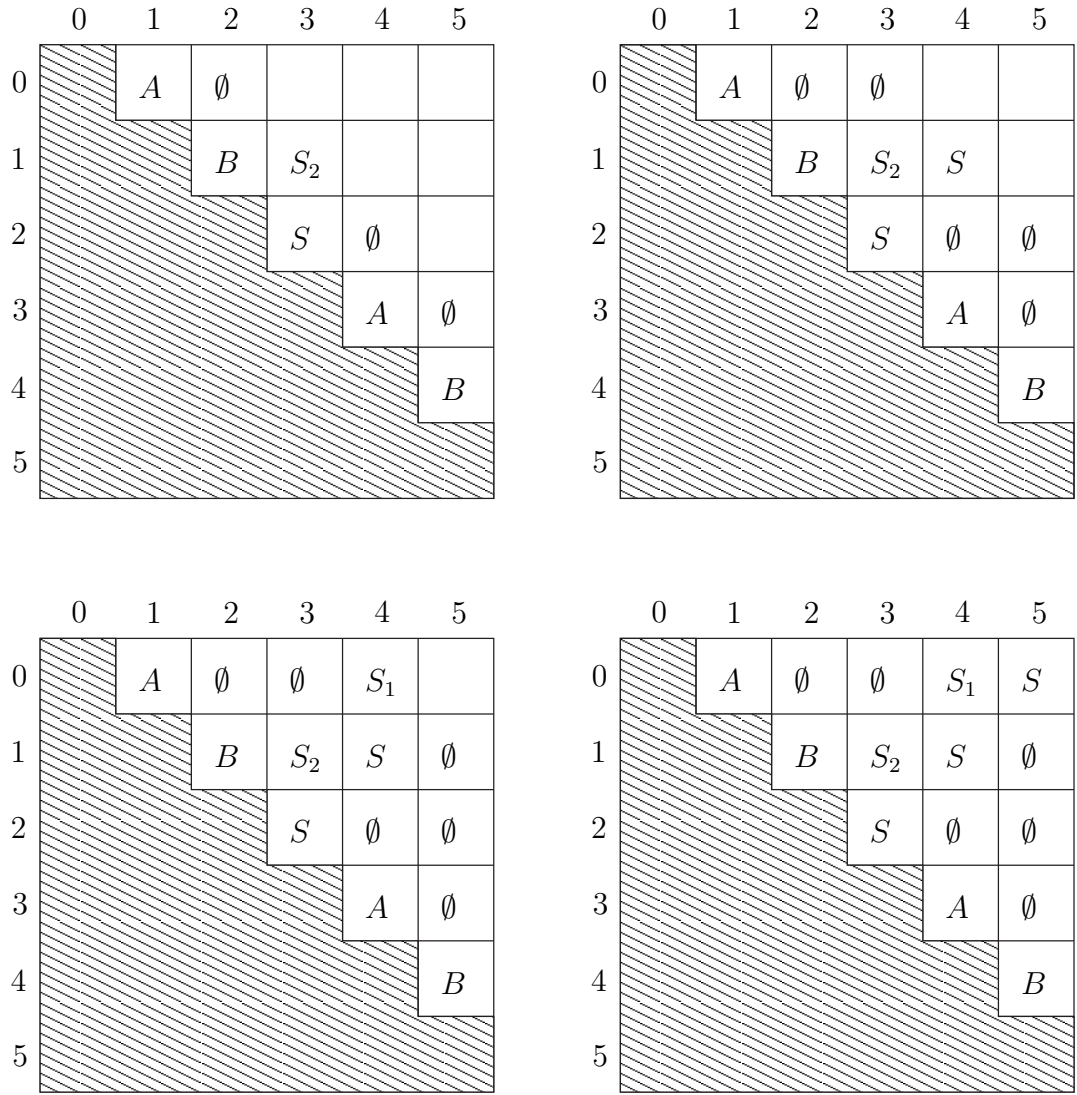 0 1 2 3 4 5
0 A ∅
1 B S₂
2 S ∅
3 A ∅
4 B
5
0 1 2 3 4 5
0 A ∅ ∅
1 B S₂ S
2 S ∅ ∅
3 A ∅
4 B
5
0 1 2 3 4 5
0 A ∅ ∅ S₁
1 B S₂ S ∅
2 S ∅ ∅
3 A ∅
4 B
5
0 1 2 3 4 5
0 A ∅ ∅ S₁ S
1 B S₂ S ∅
2 S ∅ ∅
3 A ∅
4 B
5